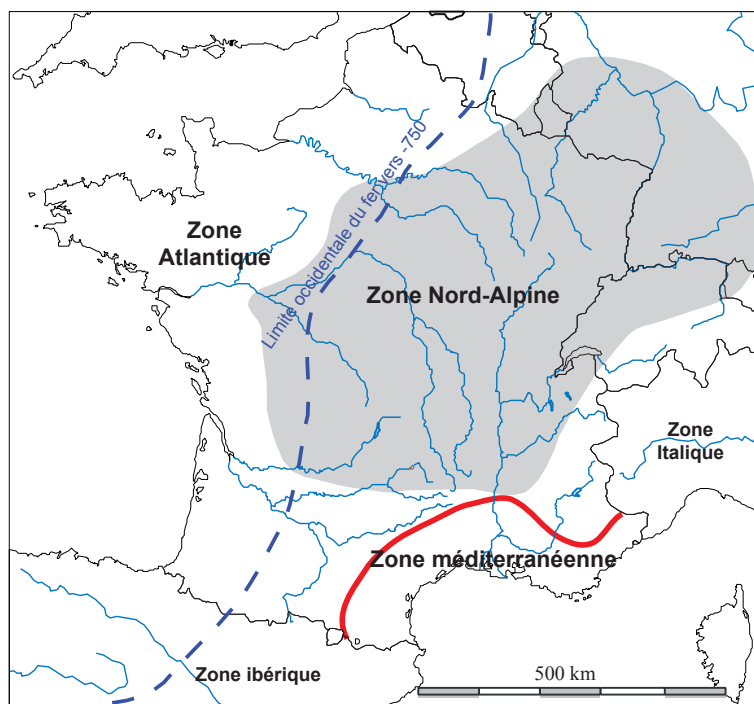 Limite occidentale du fer vers -750
Zone
Atlantique
Zone Nord-Alpine
Zone
Italique
Zone méditerranéenne
Zone ibérique
500 km